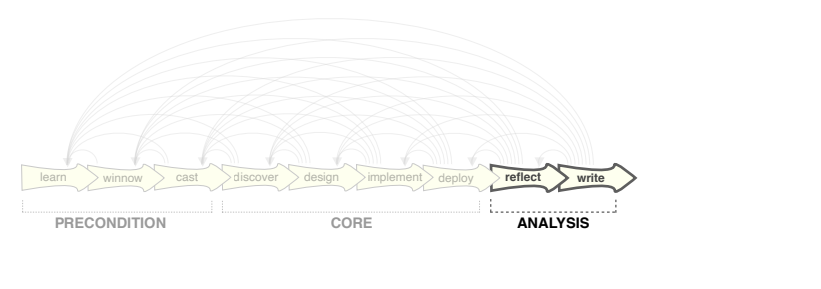 learn winnow cast discover design implement deploy reflect write
PRECONDITION CORE ANALYSIS